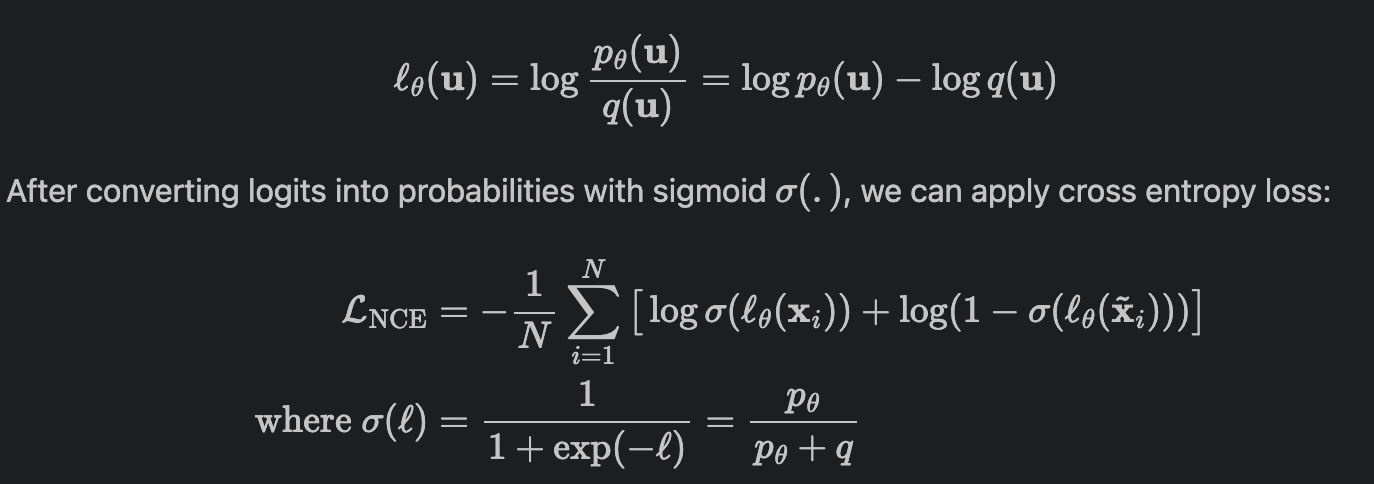 ℓ_θ(𝐮) = log p_θ(𝐮)/q(𝐮) = log p_θ(𝐮) − log q(𝐮)
After converting logits into probabilities with sigmoid σ(.), we can apply cross entropy loss:
ℒ_NCE = −1/N ∑_{i=1}^{N} [log σ(ℓ_θ(𝐱_i)) + log(1 − σ(ℓ_θ(𝐱̃_i)))]
where σ(ℓ) = 1/(1 + exp(−ℓ)) = p_θ/(p_θ + q)